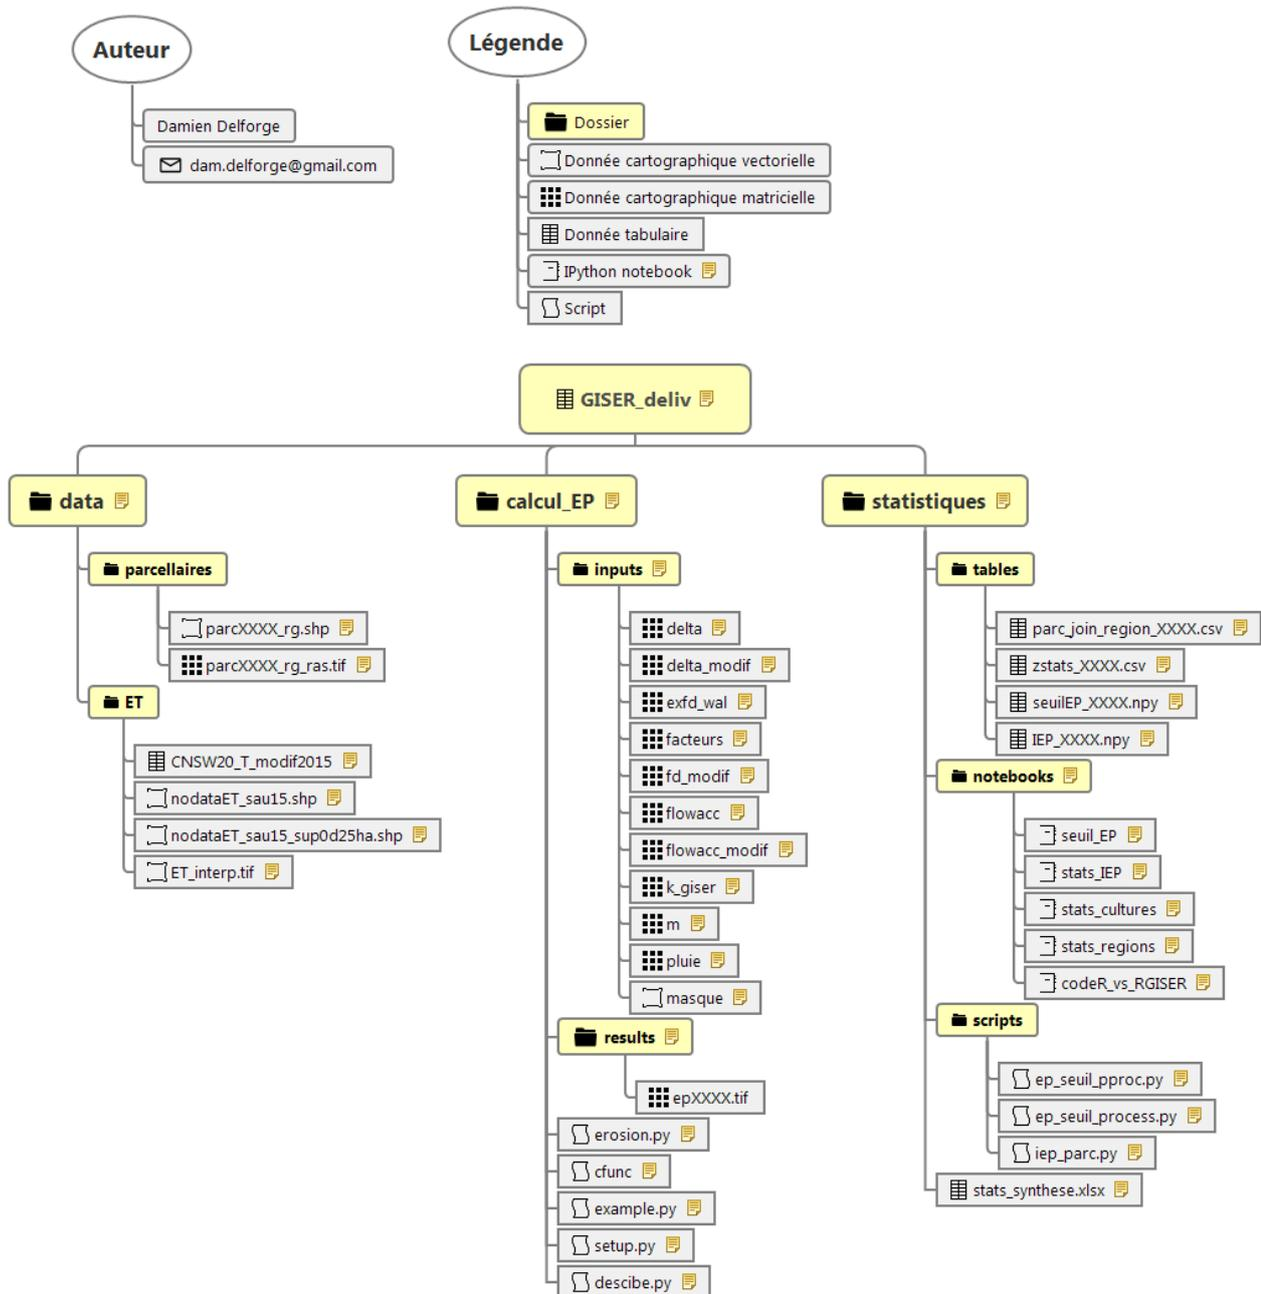 Auteur
Damien Delforge
dam.delforge@gmail.com
Légende
Dossier
Donnée cartographique vectorielle
Donnée cartographique matricielle
Donnée tabulaire
IPython notebook
Script
GISER_deliv
data
parcellaires
parcXXXX_rg.shp
parcXXXX_rg_ras.tif
ET
CNSW20_T_modif2015
nodataET_sau15.shp
nodataET_sau15_sup0d25ha.shp
ET_interp.tif
calcul_EP
inputs
delta
delta_modif
exfd_wal
facteurs
fd_modif
flowacc
flowacc_modif
k_giser
m
pluie
masque
results
epXXXX.tif
erosion.py
cfunc
example.py
setup.py
descibe.py
statistiques
tables
parc_join_region_XXXX.csv
zstats_XXXX.csv
seuilEP_XXXX.npy
IEP_XXXX.npy
notebooks
seuil_EP
stats_IEP
stats_cultures
stats_regions
codeR_vs_RGISER
scripts
ep_seuil_pproc.py
ep_seuil_process.py
iep_parc.py
stats_synthese.xlsx